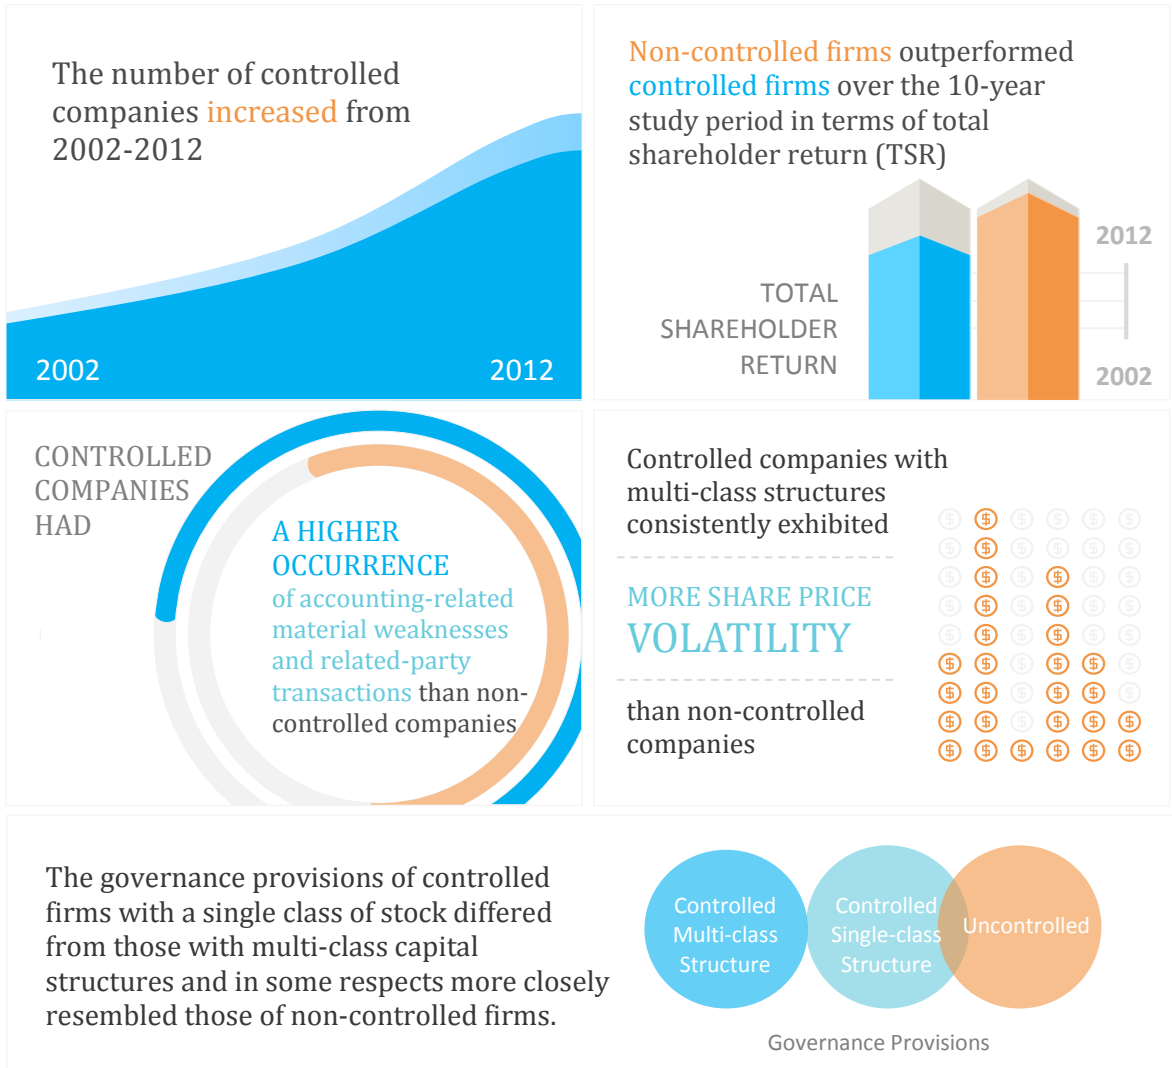 The number of controlled
companies increased from
2002-2012
2002
2012
Non-controlled firms outperformed
controlled firms over the 10-year
study period in terms of total
shareholder return (TSR)
TOTAL
SHAREHOLDER
RETURN
2012
2002
CONTROLLED
COMPANIES
HAD
A HIGHER
OCCURRENCE
of accounting-related
material weaknesses
and related-party
transactions than non-
controlled companies
Controlled companies with
multi-class structures
consistently exhibited
MORE SHARE PRICE
VOLATILITY
than non-controlled
companies
The governance provisions of controlled
firms with a single class of stock differed
from those with multi-class capital
structures and in some respects more closely
resembled those of non-controlled firms.
Controlled
Multi-class
Structure
Controlled
Single-class
Structure
Uncontrolled
Governance Provisions